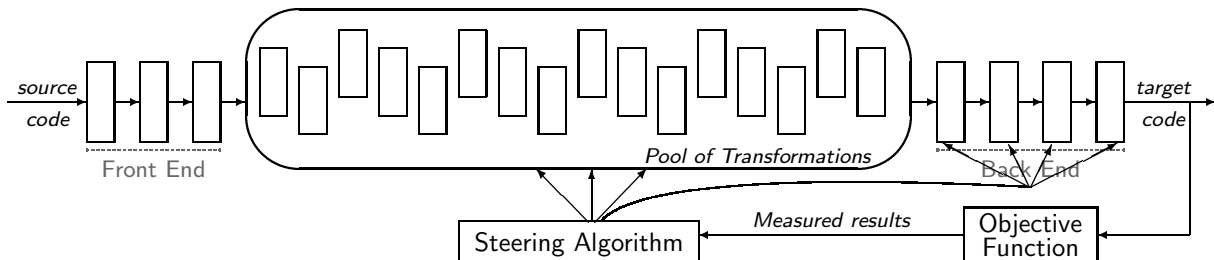 source
code
Front End
Pool of Transformations
Back End
target
code
Steering Algorithm
Measured results
Objective
Function